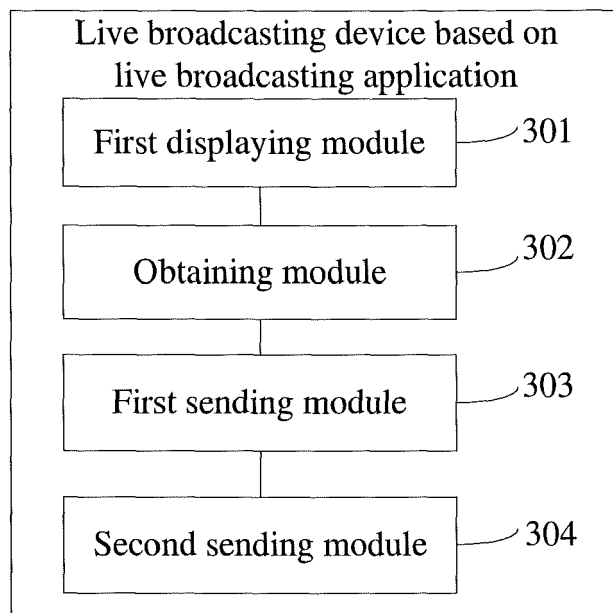 Live broadcasting device based on
live broadcasting application
First displaying module
301
Obtaining module
302
First sending module
303
Second sending module
304